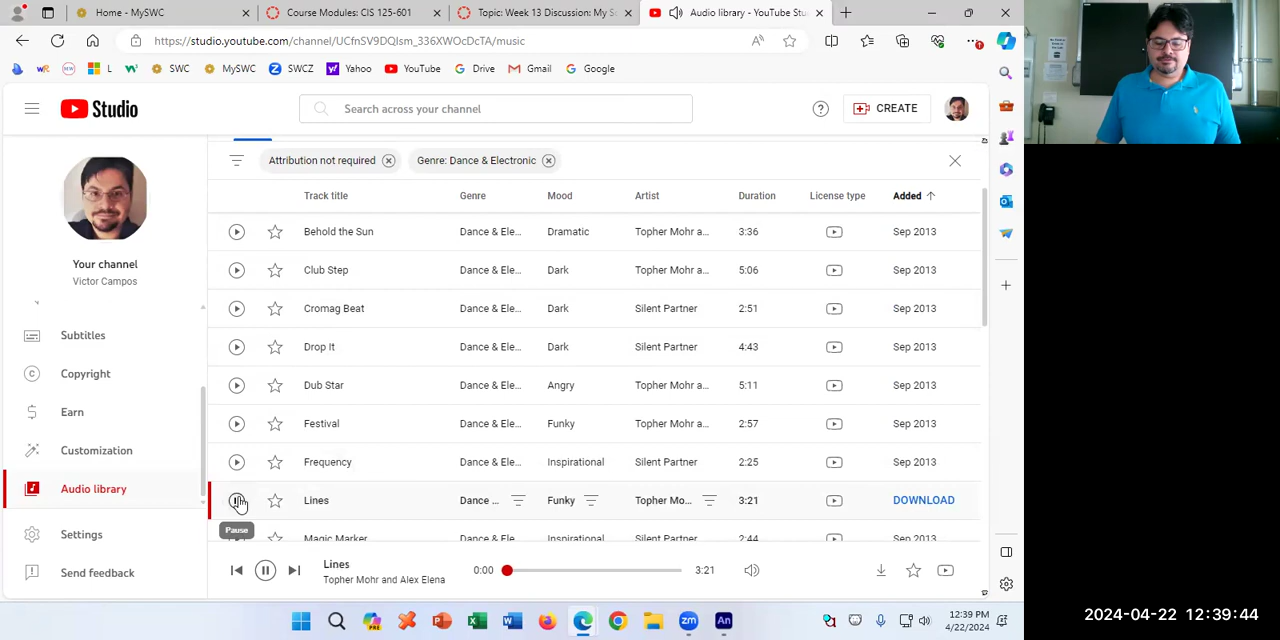 Home - MySWC
Course Modules: CIS 125-601
Topic: Week 13 Discussion: My Sc
Audio library - YouTube Stu
https://studio.youtube.com/channel/
/music
SWC
MySWC
SWCZ
Yahoo
YouTube
Drive
Gmail
Google
Studio
Search across your channel
CREATE
Attribution not required
Genre: Dance & Electronic
Track title Genre Mood Artist Duration License type Added
Behold the Sun Dance & Ele... Dramatic Topher Mohr a... 3:36 Sep 2013
Club Step Dance & Ele... Dark Topher Mohr a... 5:06 Sep 2013
Cromag Beat Dance & Ele... Dark Silent Partner 2:51 Sep 2013
Drop It Dance & Ele... Dark Silent Partner 4:43 Sep 2013
Dub Star Dance & Ele... Angry Topher Mohr a... 5:11 Sep 2013
Festival Dance & Ele... Funky Topher Mohr a... 2:57 Sep 2013
Frequency Dance & Ele... Inspirational Silent Partner 2:25 Sep 2013
Lines Dance ... Funky Topher Mo... 3:21 DOWNLOAD
Magic Marker Dance & Ele... Inspirational Silent Partner 2:44 Sep 2013
Pause
Your channel
Victor Campos
Subtitles
Copyright
Earn
Customization
Audio library
Settings
Send feedback
Lines
Topher Mohr and Alex Elena
0:00
3:21
12:39 PM
4/22/2024
2024-04-22 12:39:44